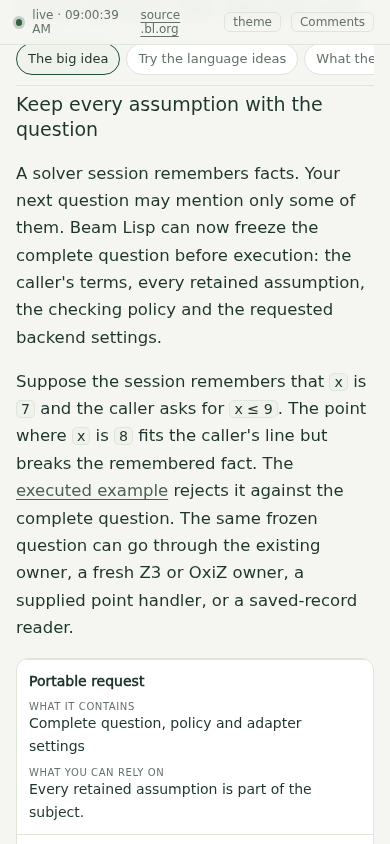 live · 09:00:39 AM
source .bl.org
theme
Comments
The big idea
Try the language ideas
What the
Keep every assumption with the
question
A solver session remembers facts. Your
next question may mention only some of
them. Beam Lisp can now freeze the
complete question before execution: the
caller's terms, every retained assumption,
the checking policy and the requested
backend settings.
Suppose the session remembers that x is
7 and the caller asks for x ≤ 9. The point
where x is 8 fits the caller's line but
breaks the remembered fact. The
executed example rejects it against the
complete question. The same frozen
question can go through the existing
owner, a fresh Z3 or OxiZ owner, a
supplied point handler, or a saved-record
reader.
Portable request
WHAT IT CONTAINS
Complete question, policy and adapter
settings
WHAT YOU CAN RELY ON
Every retained assumption is part of the
subject.